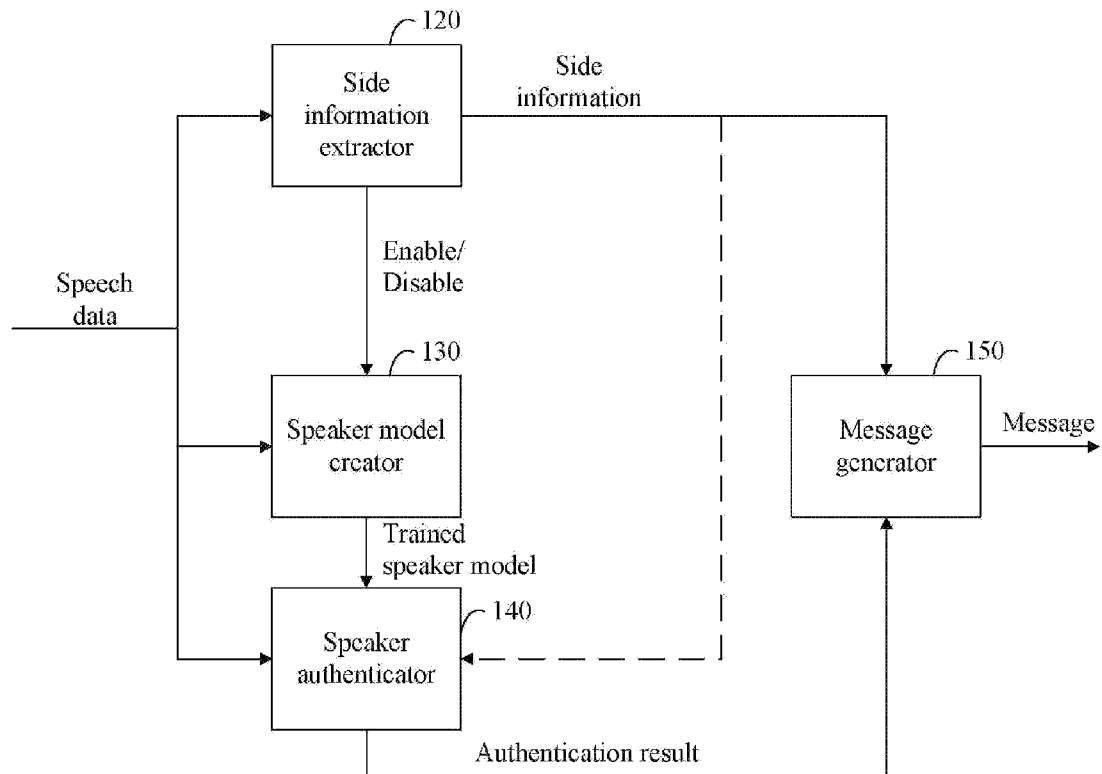 120
Side
information
extractor
Side
information
Enable/
Disable
Speech
data
130
Speaker model
creator
150
Message
generator
Message
Trained
speaker model
140
Speaker
authenticator
Authentication result